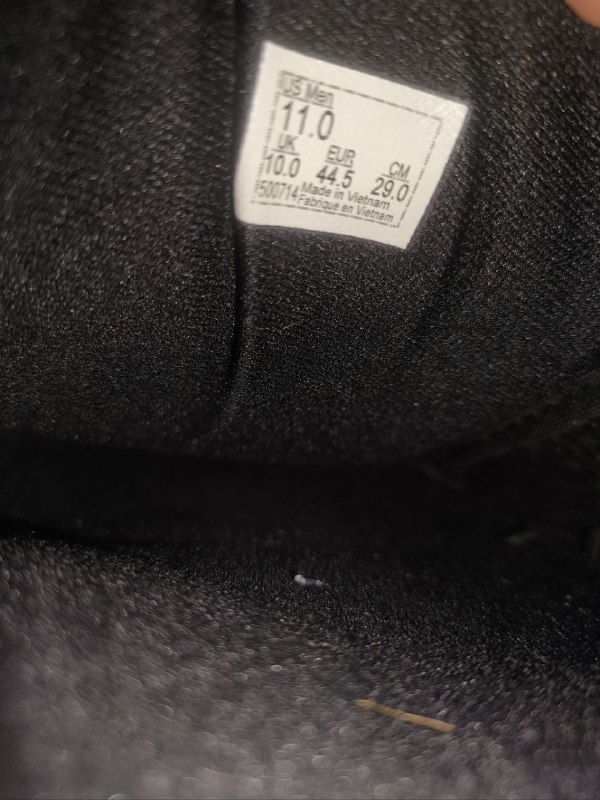 US Men
11.0
UK EUR CM
10.0 44.5 29.0
500714 Made in Vietnam
Fabrique en Vietnam